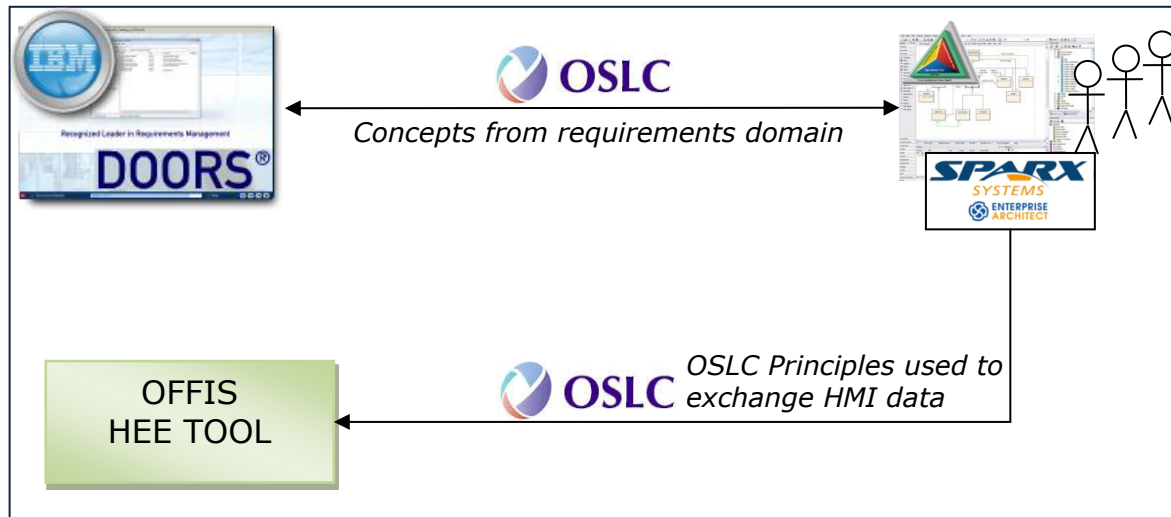 IBM
Recognized Leader in Requirements Management
DOORS®
OSLC
Concepts from requirements domain
SPARX
SYSTEMS
ENTERPRISE
ARCHITECT
OFFIS
HEE TOOL
OSLC
OSLC Principles used to
exchange HMI data